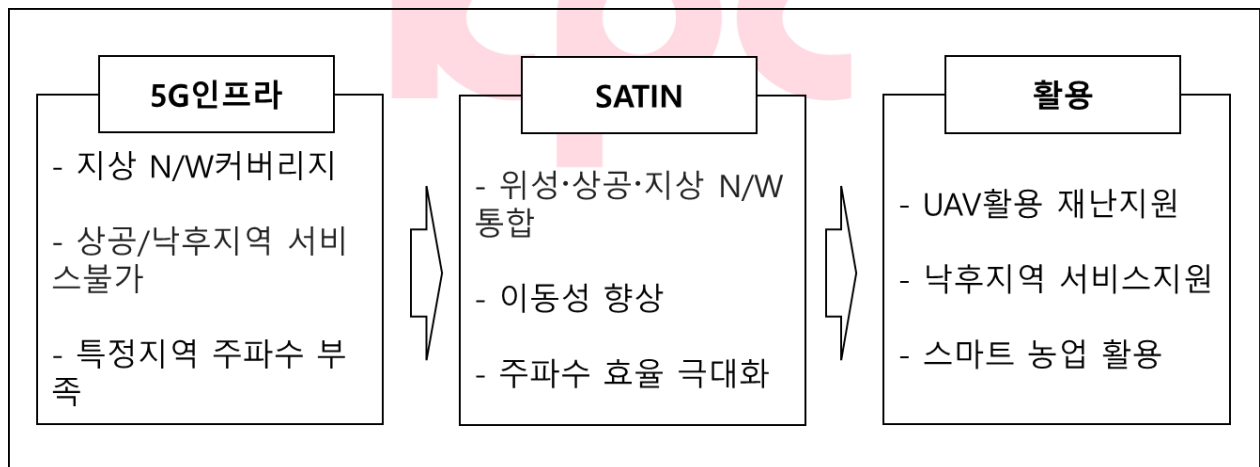 kpc
5G인프라
- 지상 N/W커버리지
- 상공/낙후지역 서비
스불가
- 특정지역 주파수 부
족
SATIN
- 위성·상공·지상 N/W
통합
- 이동성 향상
- 주파수 효율 극대화
활용
- UAV활용 재난지원
- 낙후지역 서비스지원
- 스마트 농업 활용